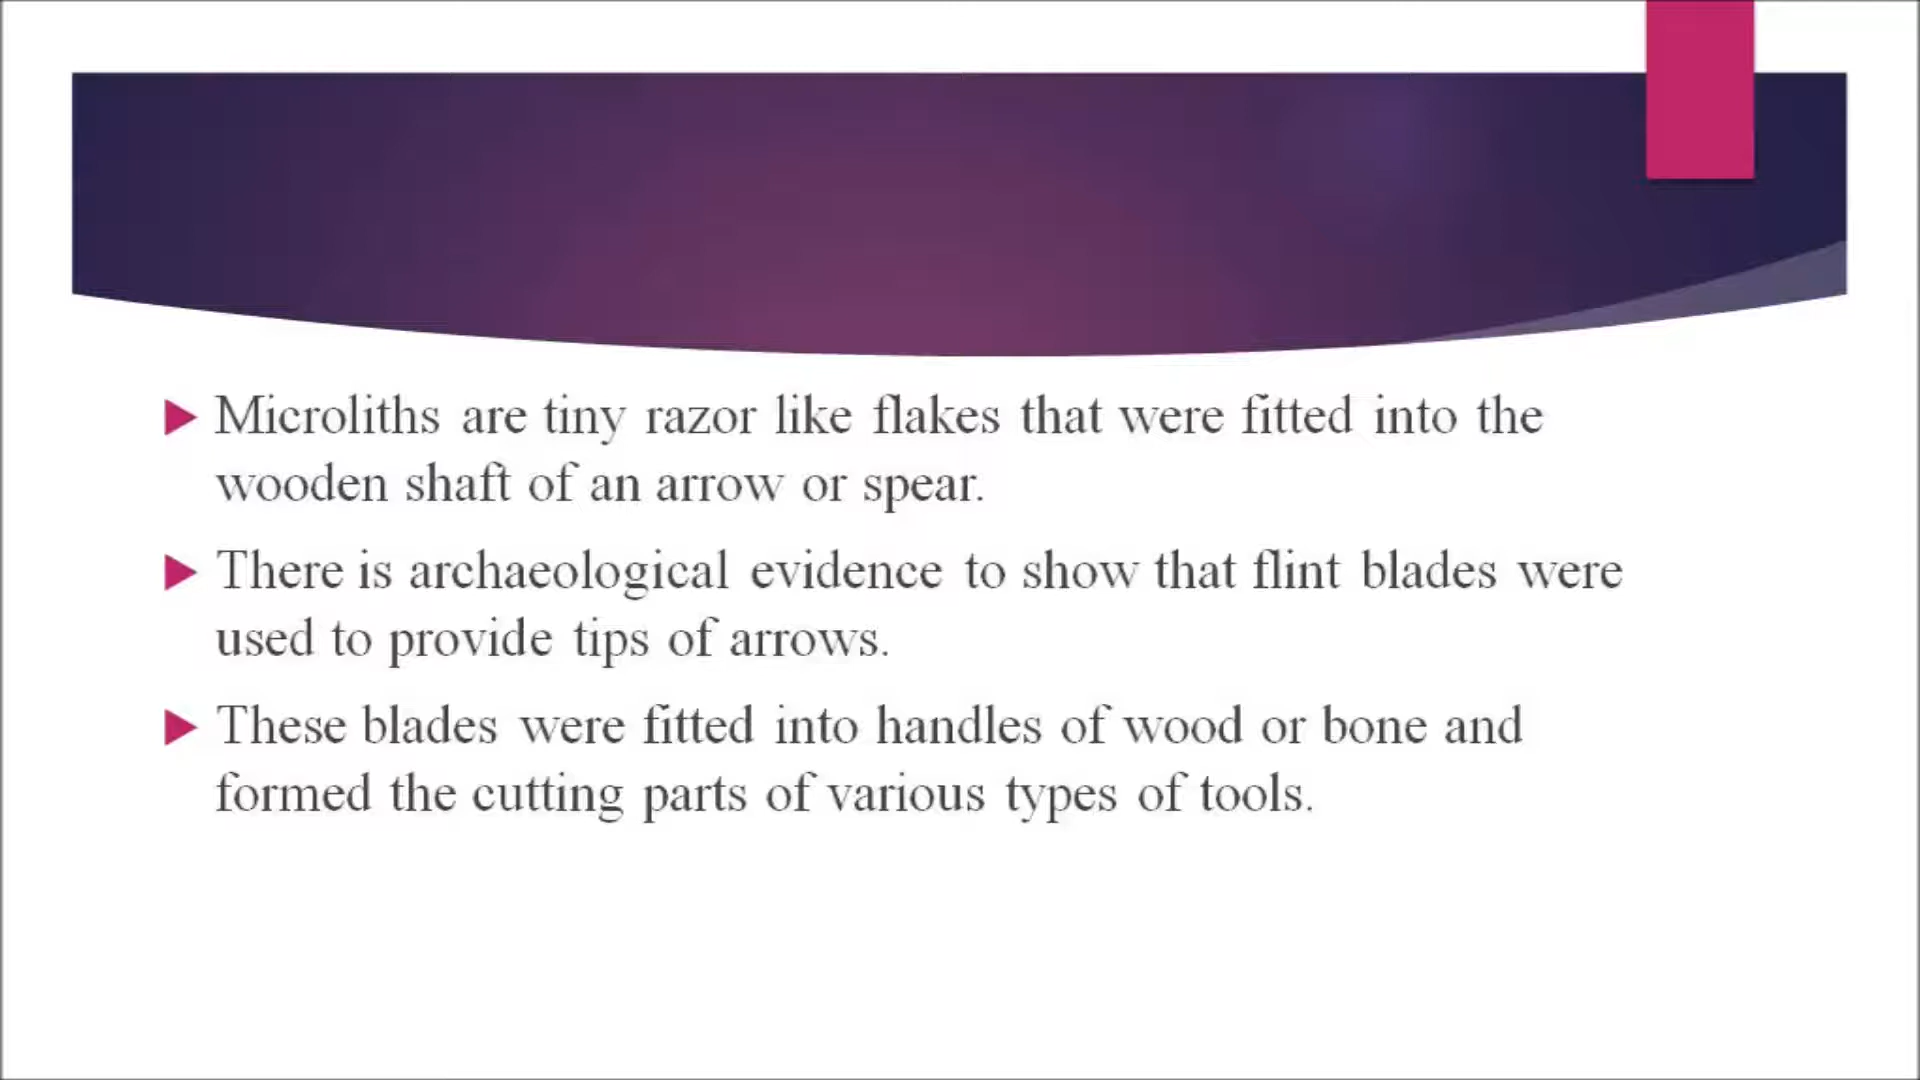 Microliths are tiny razor like flakes that were fitted into the
wooden shaft of an arrow or spear.
There is archaeological evidence to show that flint blades were
used to provide tips of arrows.
These blades were fitted into handles of wood or bone and
formed the cutting parts of various types of tools.